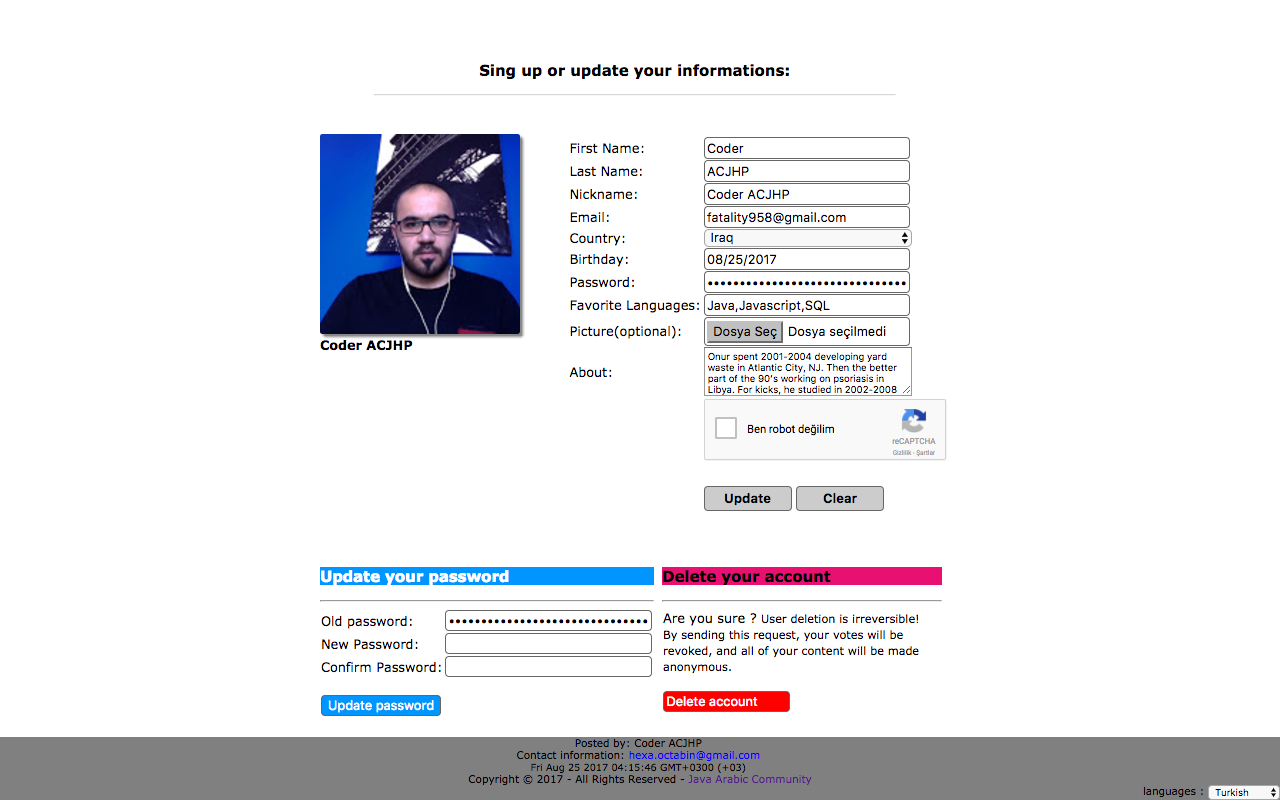 Sing up or update your informations:
Coder ACJHP
First Name: Coder
Last Name: ACJHP
Nickname: Coder ACJHP
Email: fatality958@gmail.com
Country: Iraq
Birthday: 08/25/2017
Password: ••••••••••••••••••••••••••••••••
Favorite Languages: Java,Javascript,SQL
Picture(optional): Dosya Seç Dosya seçilmedi
About: Onur spent 2001-2004 developing yard
waste in Atlantic City, NJ. Then the better
part of the 90's working on psoriasis in
Libya. For kicks, he studied in 2002-2008
Ben robot değilim
reCAPTCHA
Gizlilik - Şartlar
Update Clear
Update your password
Old password: ••••••••••••••••••••••••••••••••
New Password:
Confirm Password:
Update password
Delete your account
Are you sure ? User deletion is irreversible!
By sending this request, your votes will be
revoked, and all of your content will be made
anonymous.
Delete account
Posted by: Coder ACJHP
Contact information: hexa.octabin@gmail.com
Fri Aug 25 2017 04:15:46 GMT+0300 (+03)
Copyright © 2017 - All Rights Reserved - Java Arabic Community
languages : Turkish